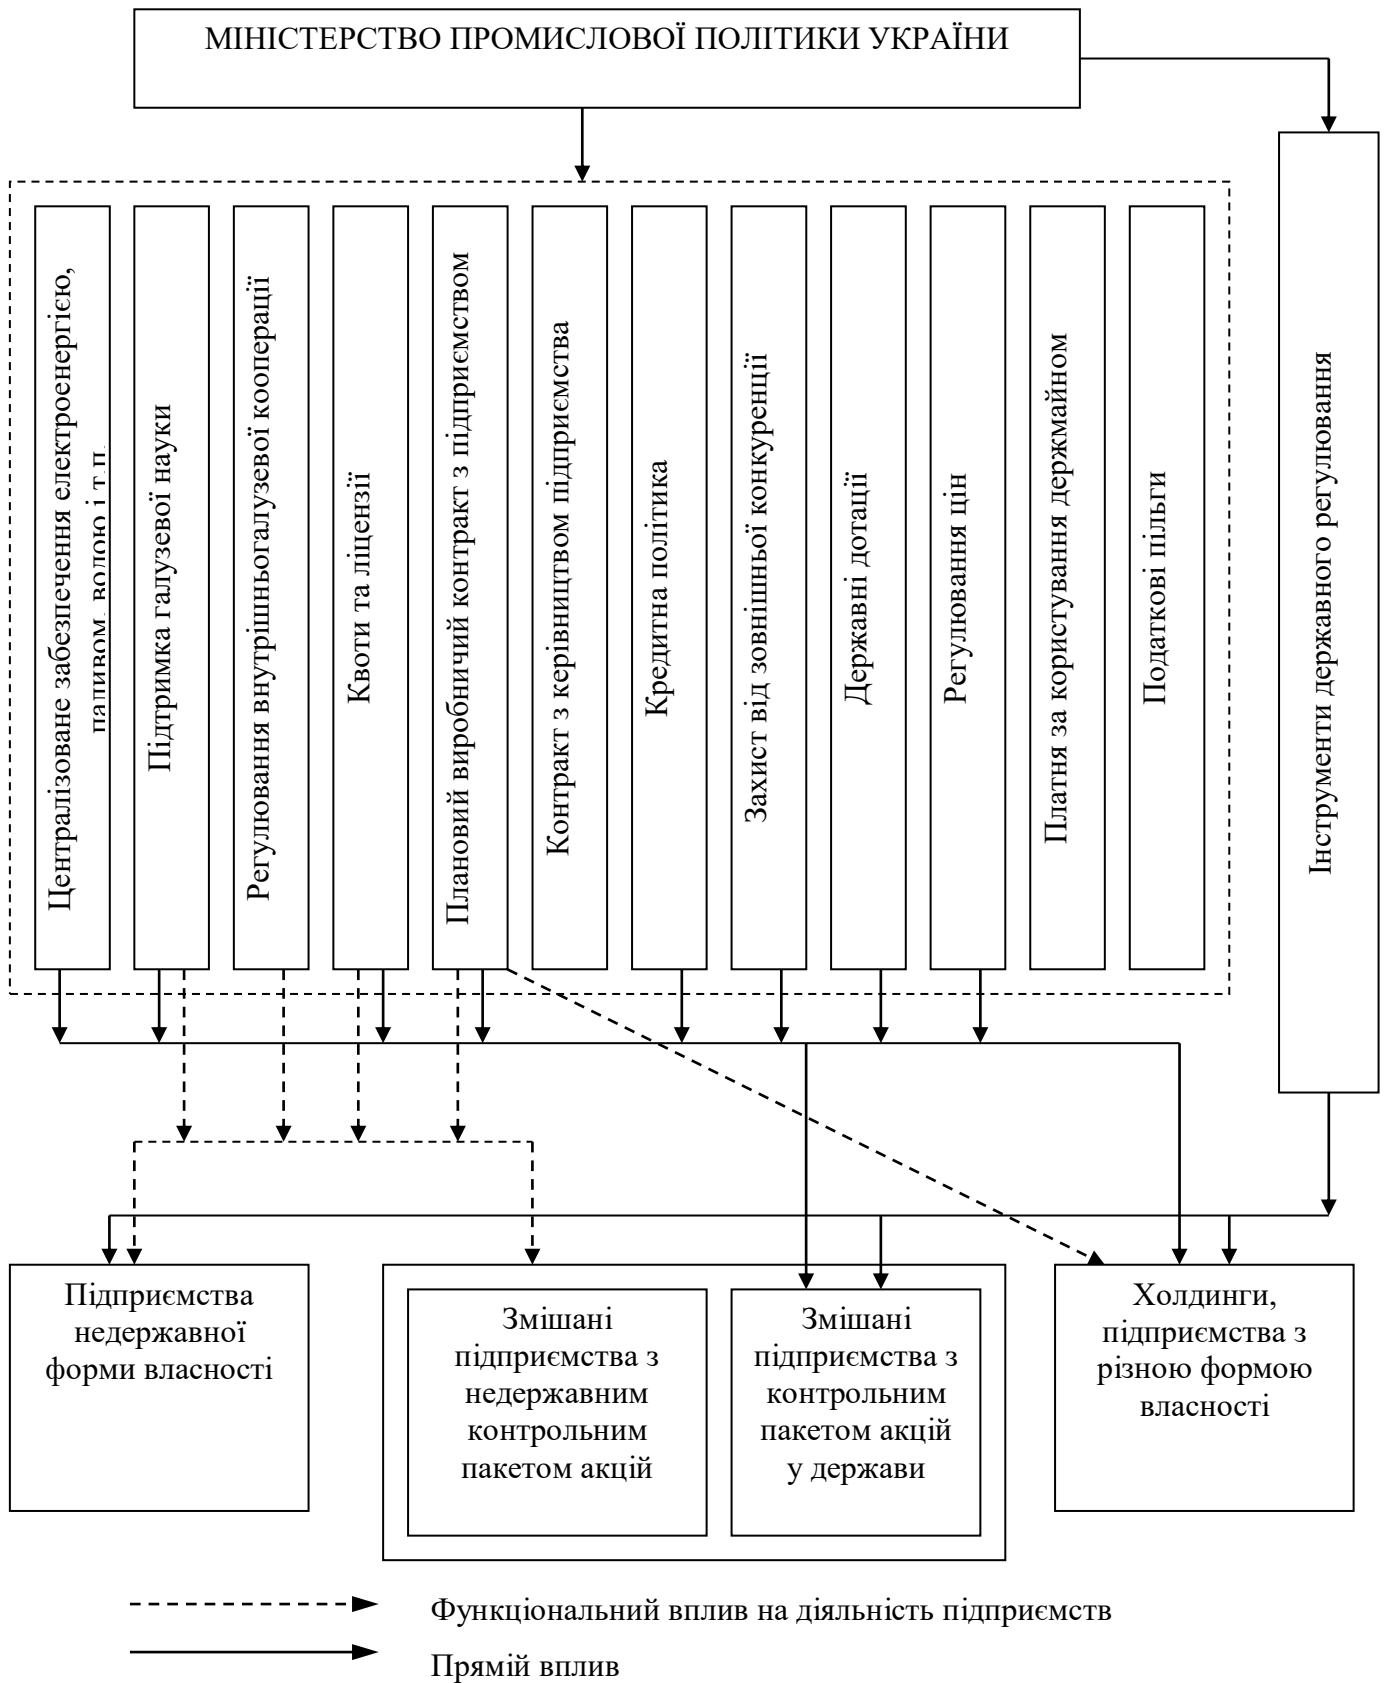 МІНІСТЕРСТВО ПРОМИСЛОВОЇ ПОЛІТИКИ УКРАЇНИ
Централізоване забезпечення електроенергією,
паливом, водою і т.п.
Підтримка галузевої науки
Регулювання внутрішньогалузевої кооперації
Квоти та ліцензії
Плановий виробничий контракт з підприємством
Контракт з керівництвом підприємства
Кредитна політика
Захист від зовнішньої конкуренції
Державні дотації
Регулювання цін
Платня за користування держмайном
Податкові пільги
Інструменти державного регулювання
Підприємства
недержавної
форми власності
Змішані
підприємства з
недержавним
контрольним
пакетом акцій
Змішані
підприємства з
контрольним
пакетом акцій
у держави
Холдинги,
підприємства з
різною формою
власності
Функціональний вплив на діяльність підприємств
Прямій вплив